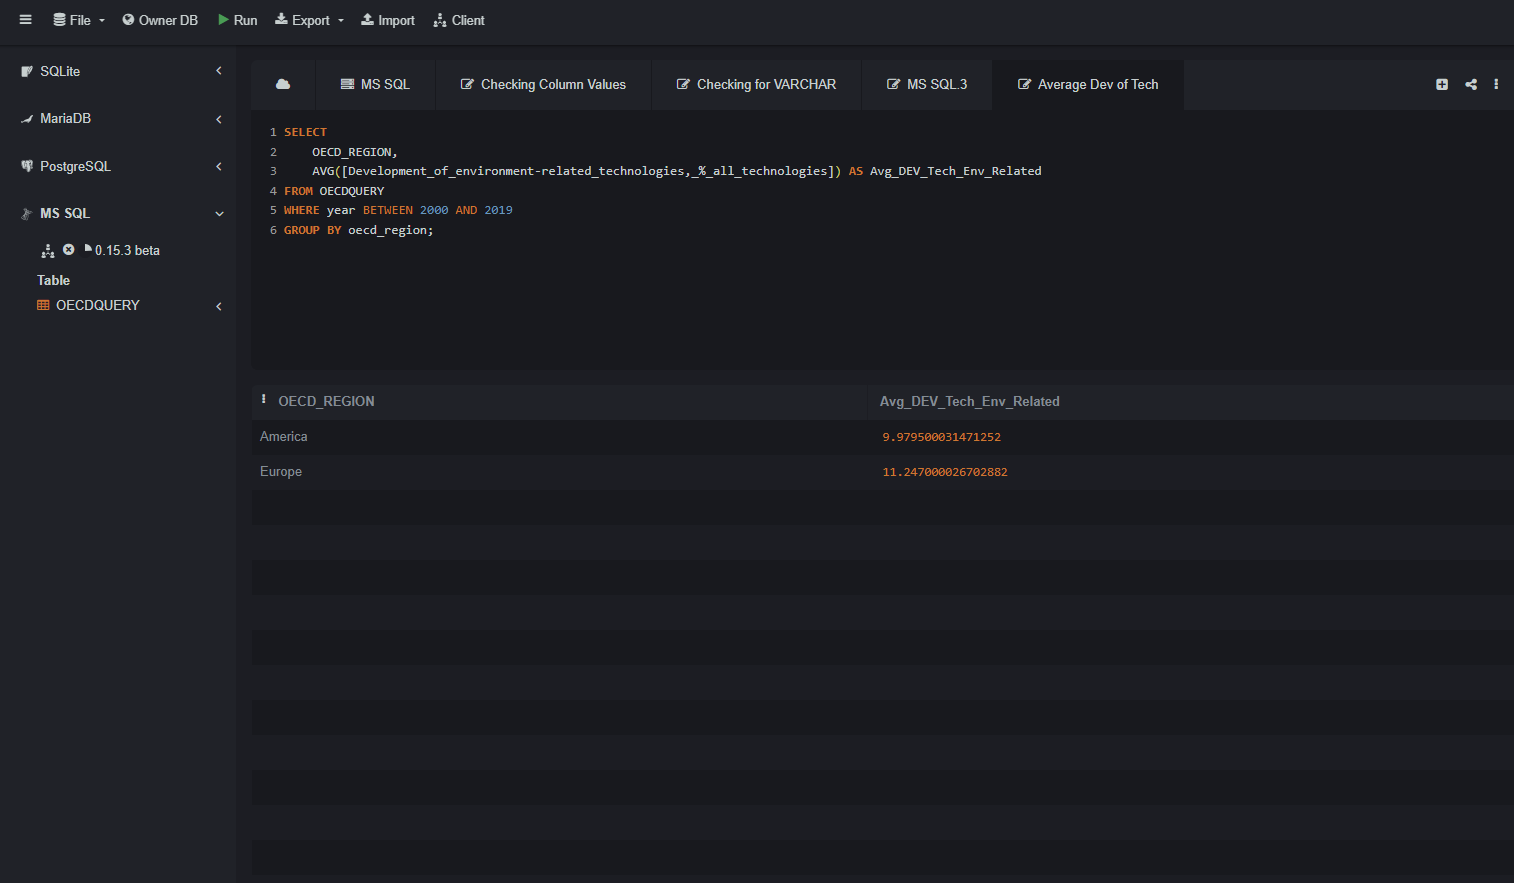 File Owner DB Run Export Import Client
SQLite
MariaDB
PostgreSQL
MS SQL
0.15.3 beta
Table
OECDQUERY
MS SQL Checking Column Values Checking for VARCHAR MS SQL.3 Average Dev of Tech
1 SELECT
2 OECD_REGION,
3 AVG([Development_of_environment-related_technologies,_%_all_technologies]) AS Avg_DEV_Tech_Env_Related
4 FROM OECDQUERY
5 WHERE year BETWEEN 2000 AND 2019
6 GROUP BY oecd_region;
OECD_REGION Avg_DEV_Tech_Env_Related
America 9.979500031471252
Europe 11.247000026702882